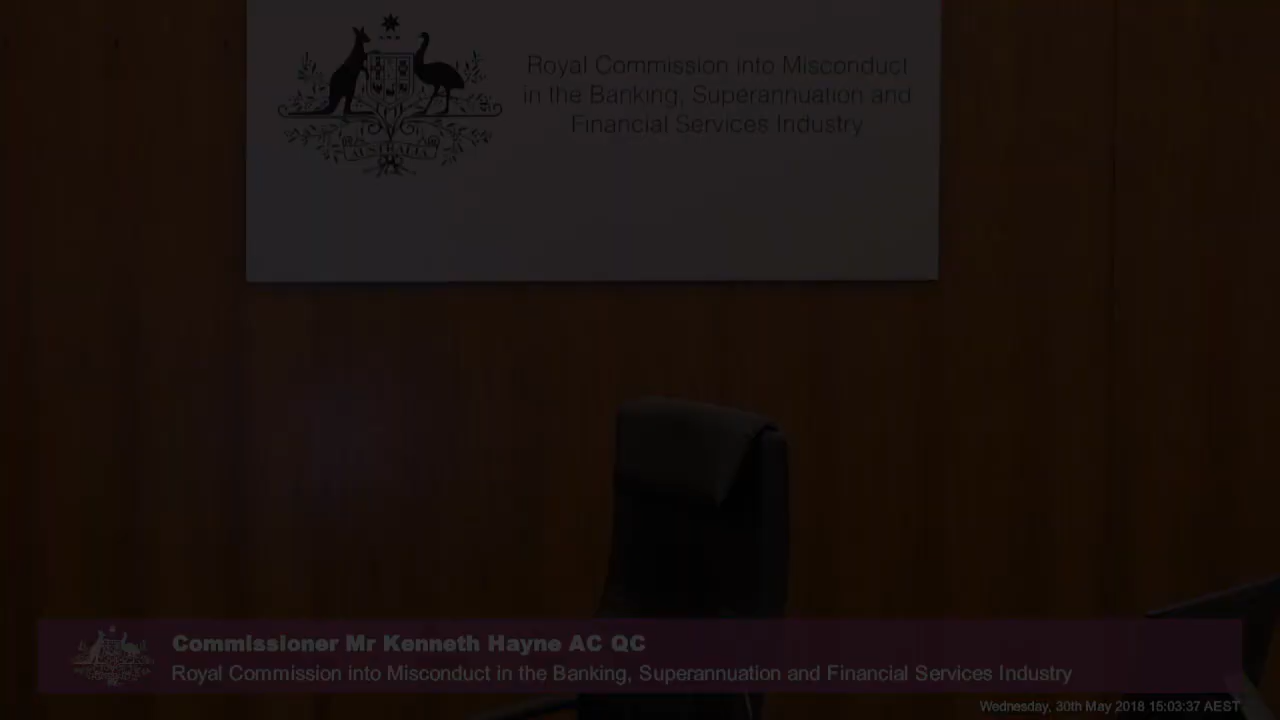 Royal Commission into Misconduct
in the Banking, Superannuation and
Financial Services Industry
AUSTRALIA
Commissioner Mr Kenneth Hayne AC QC
Royal Commission into Misconduct in the Banking, Superannuation and Financial Services Industry
Wednesday, 30th May 2018 15:03:37 AEST